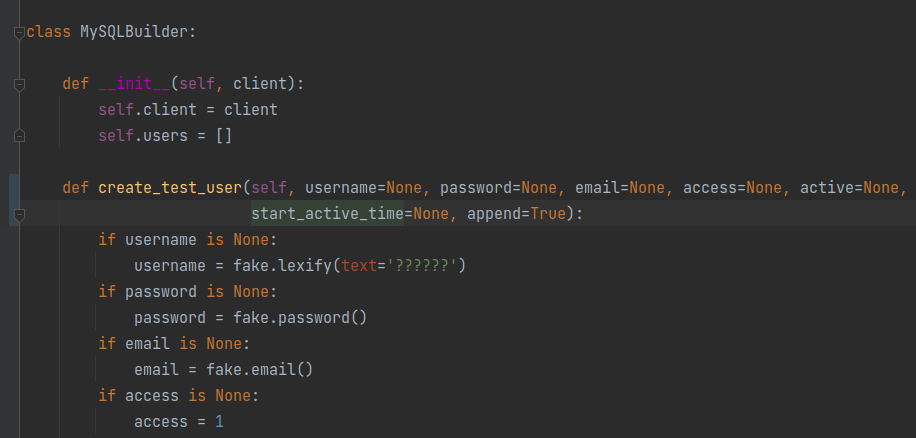 class MySQLBuilder:
def __init__(self, client):
self.client = client
self.users = []
def create_test_user(self, username=None, password=None, email=None, access=None, active=None,
start_active_time=None, append=True):
if username is None:
username = fake.lexify(text='??????')
if password is None:
password = fake.password()
if email is None:
email = fake.email()
if access is None:
access = 1